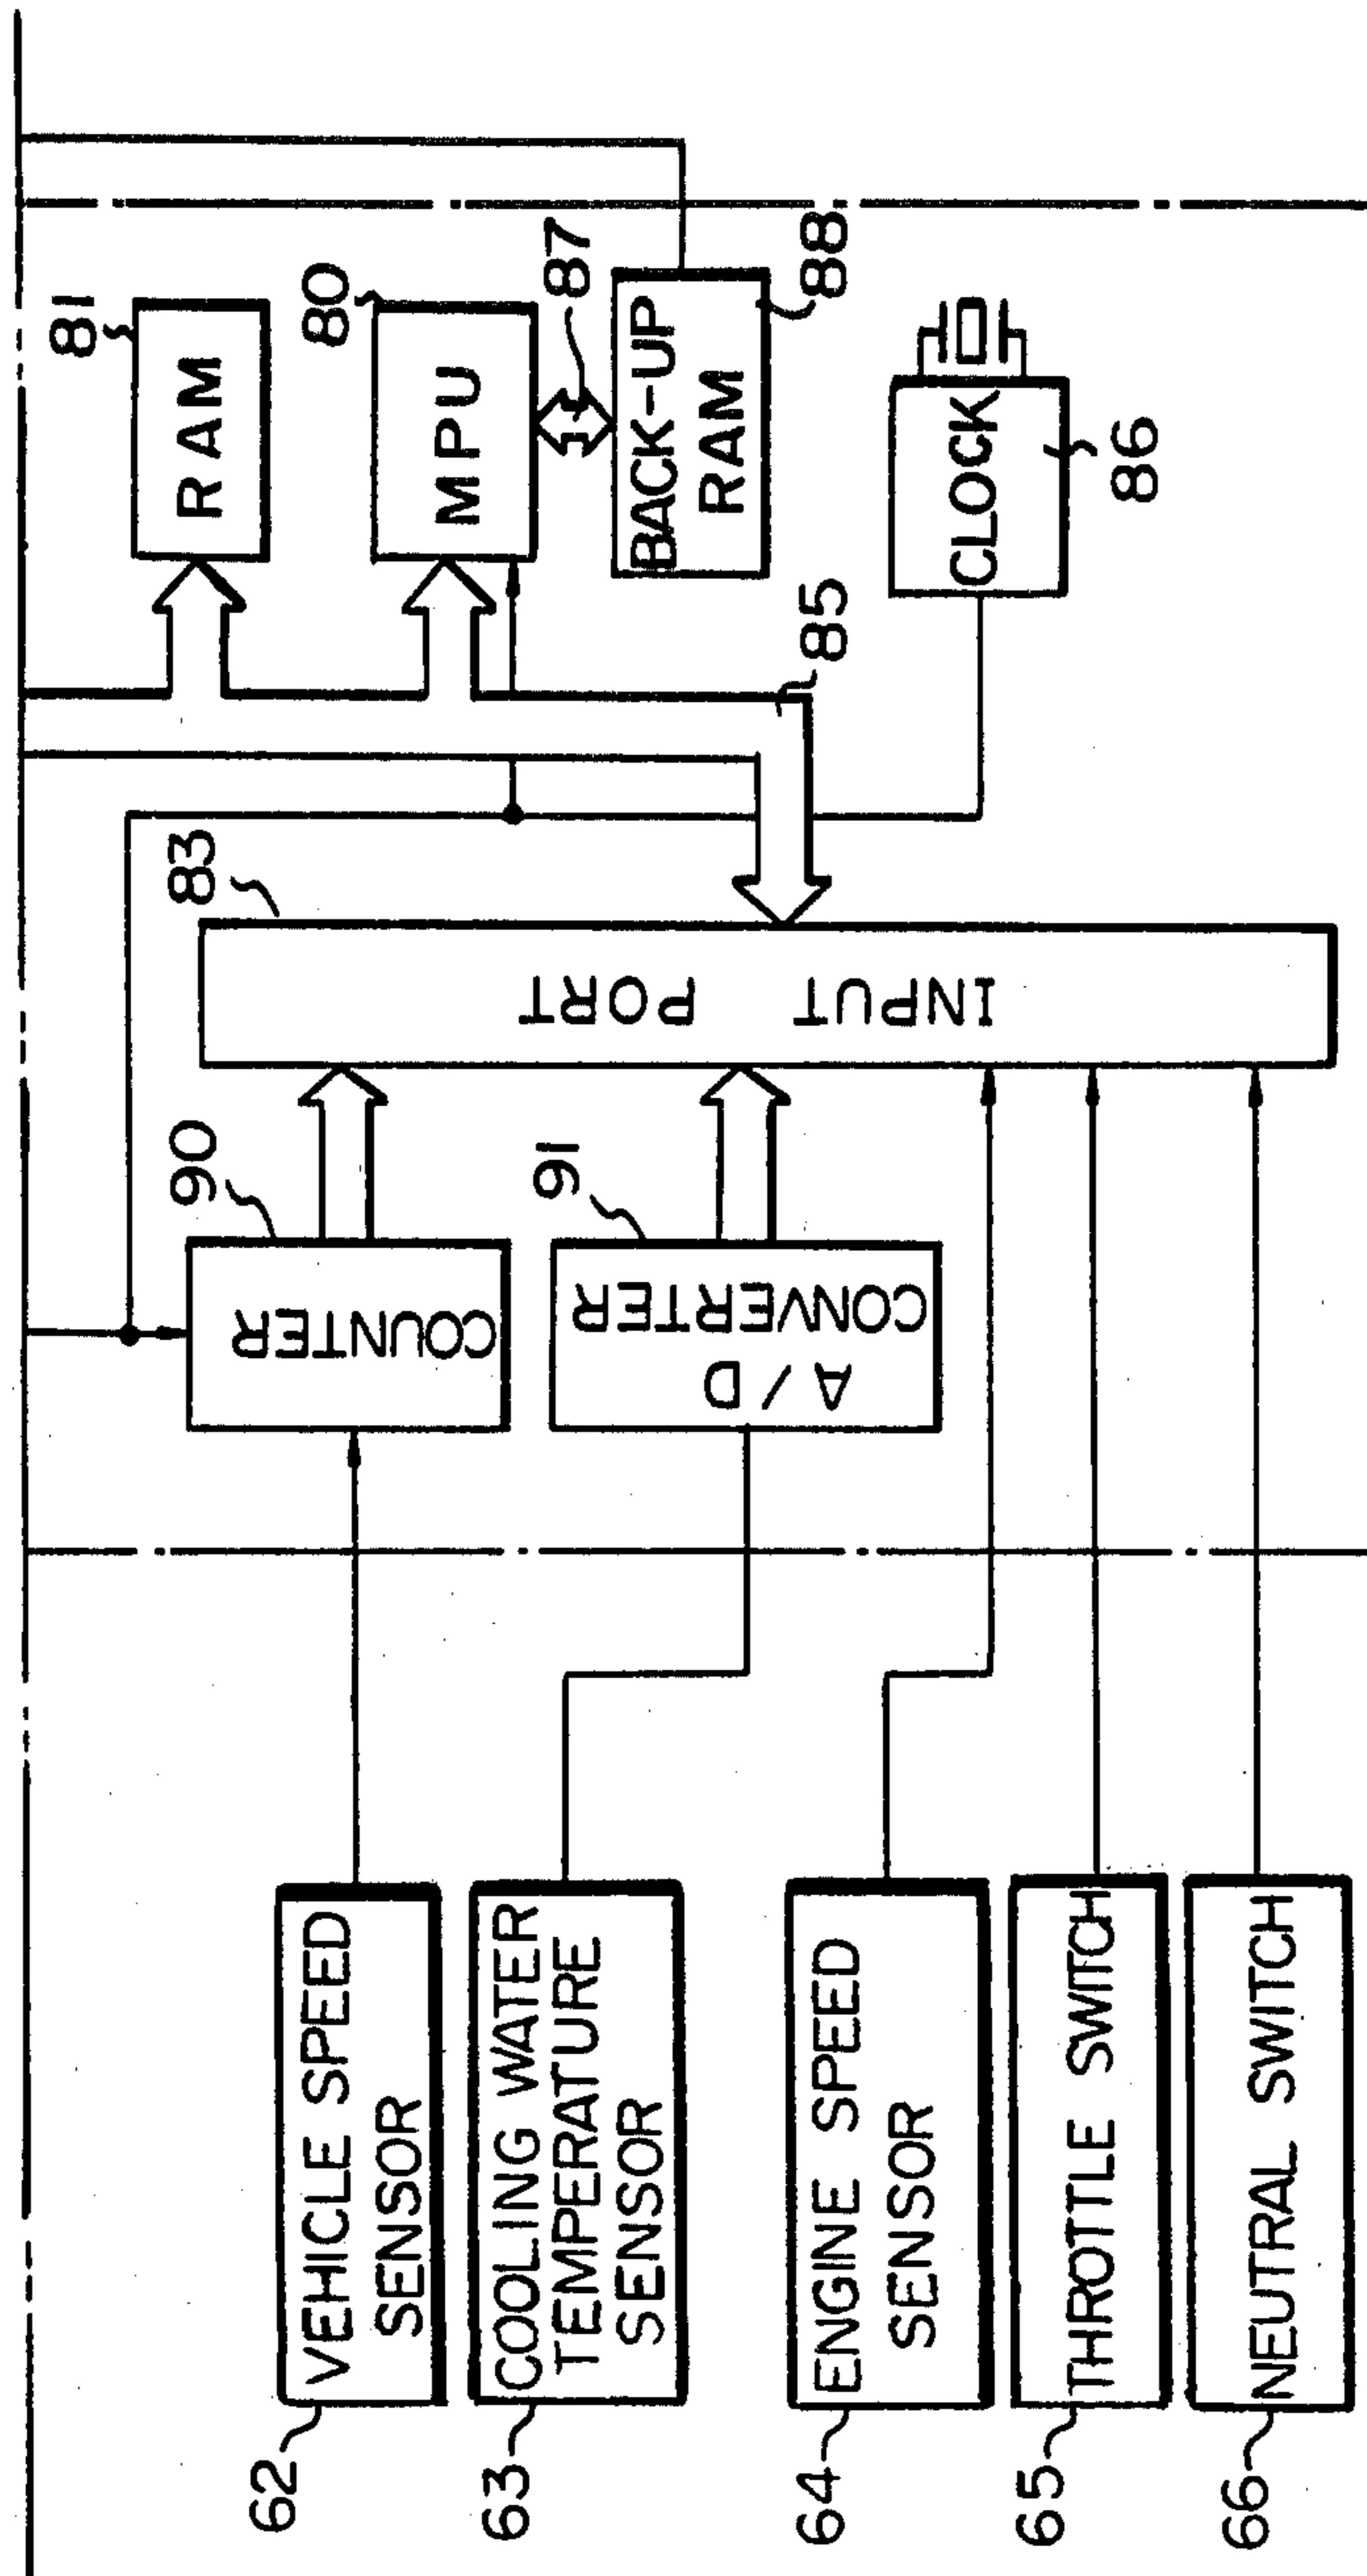 62
VEHICLE SPEED
SENSOR
63
COOLING WATER
TEMPERATURE
SENSOR
64
ENGINE SPEED
SENSOR
65
THROTTLE SWITCH
66
NEUTRAL SWITCH
90
COUNTER
91
A/D
CONVERTER
83
INPUT PORT
81
RAM
80
MPU
87
BACK-UP
RAM
88
85
CLOCK
86